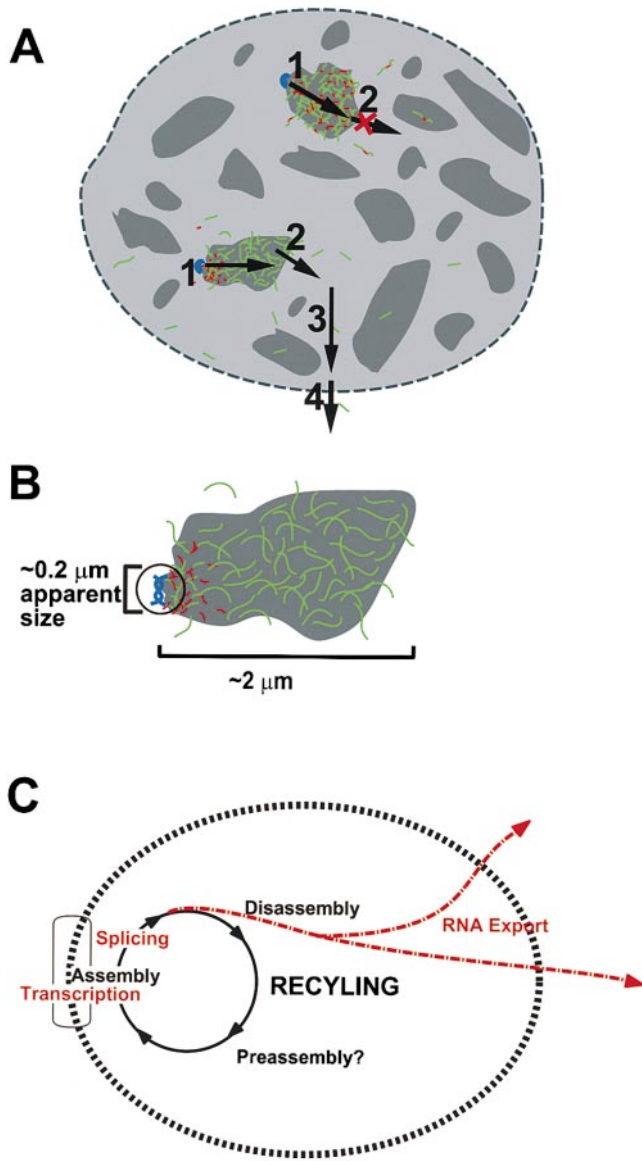 A
1
2
2
1
3
4
B
~0.2 μm
apparent
size
~2 μm
C
Disassembly
Splicing
RNA Export
Assembly
RECYLING
Transcription
Preassembly?